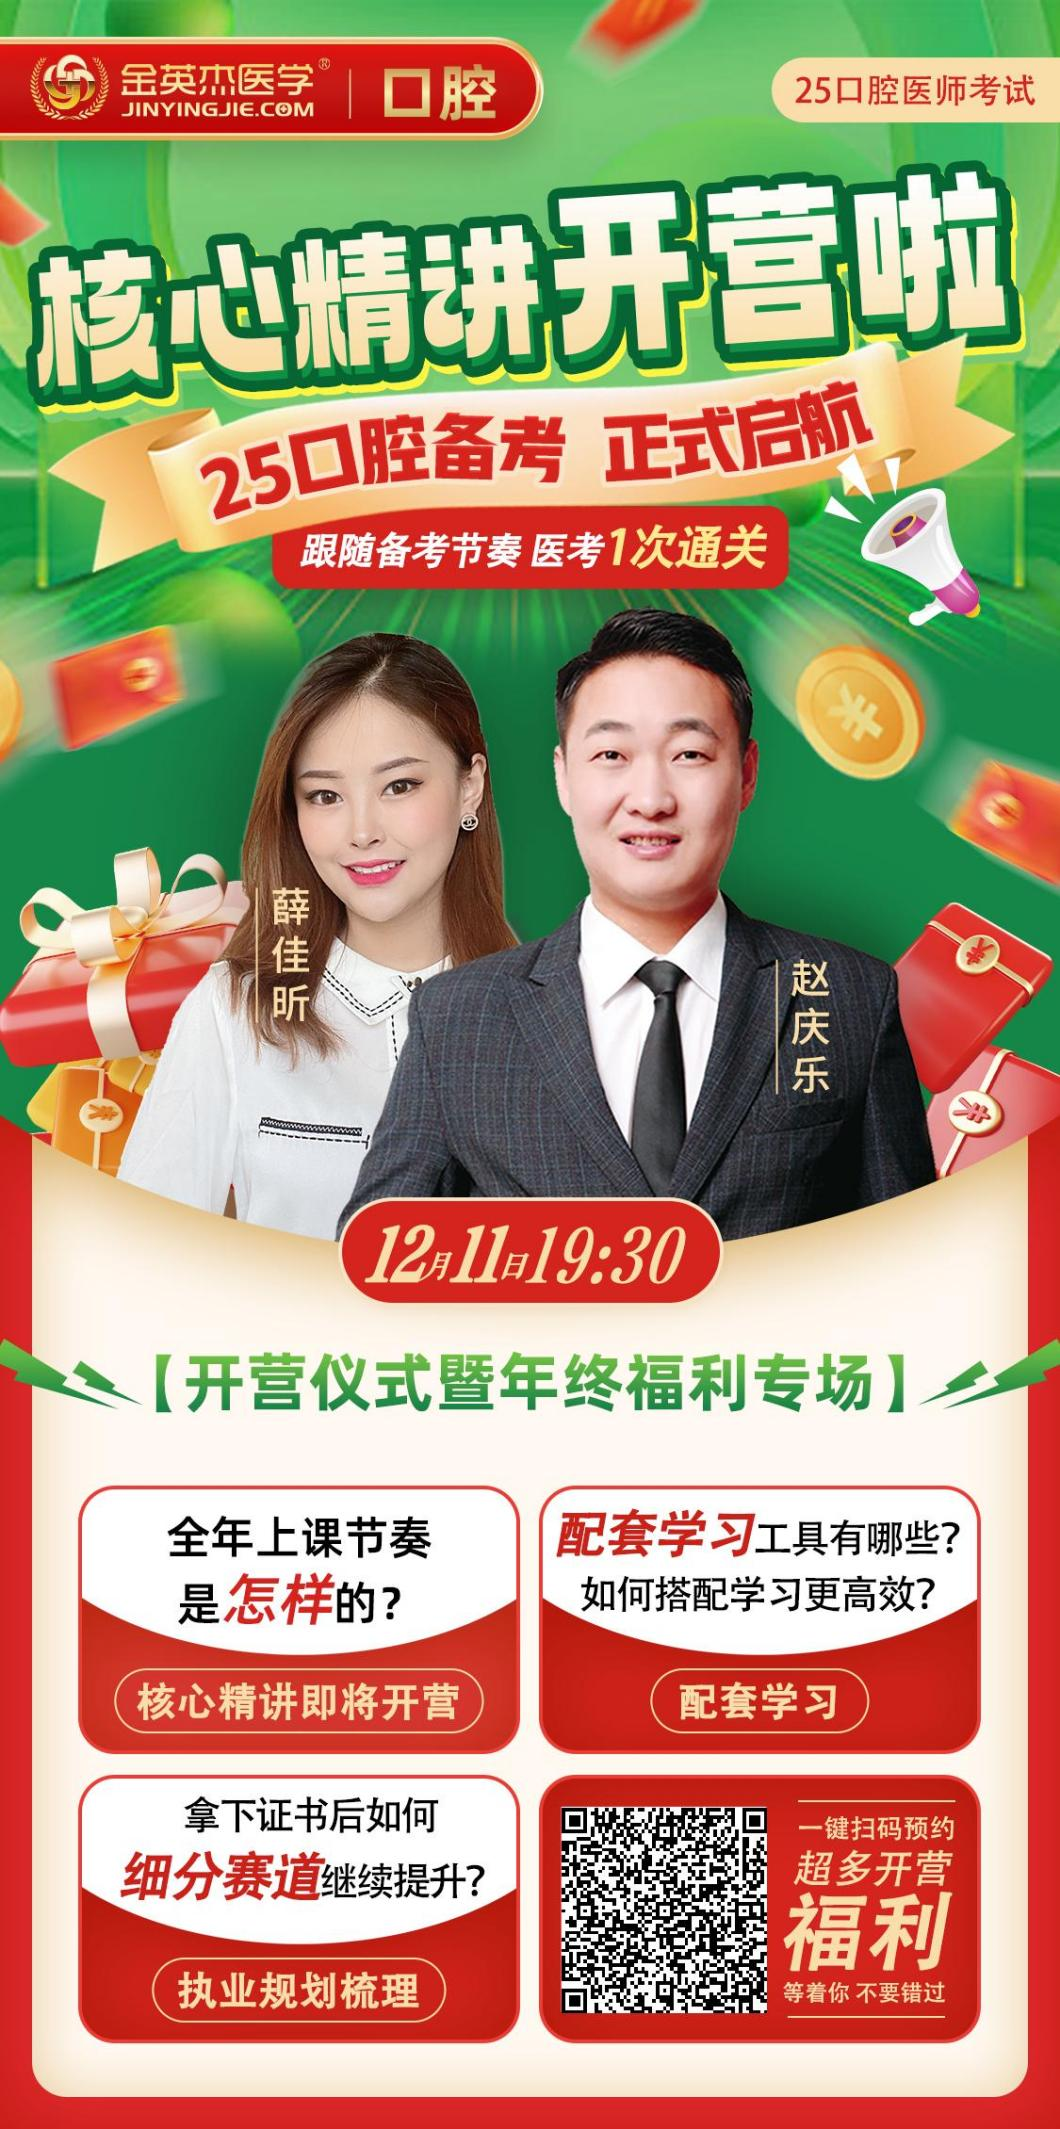 金英杰医学®
JINYINGJIE.COM
口腔
25口腔医师考试
核心精讲开营啦
25口腔备考 正式启航
跟随备考节奏 医考1次通关
薛佳昕
赵庆乐
12月11日19:30
【开营仪式暨年终福利专场】
全年上课节奏
是怎样的?
核心精讲即将开营
配套学习工具有哪些?
如何搭配学习更高效?
配套学习
拿下证书后如何
细分赛道继续提升?
执业规划梳理
一键扫码预约
超多开营
福利
等着你 不要错过